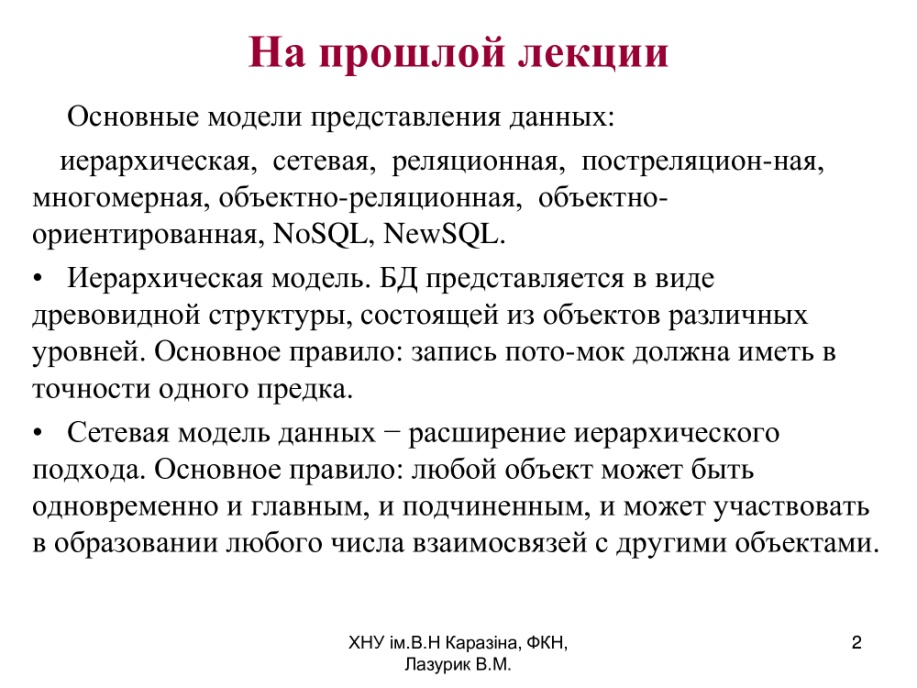 На прошлой лекции
Основные модели представления данных:
иерархическая, сетевая, реляционная, постреляцион-ная,
многомерная, объектно-реляционная, объектно-
ориентированная, NoSQL, NewSQL.
• Иерархическая модель. БД представляется в виде
древовидной структуры, состоящей из объектов различных
уровней. Основное правило: запись пото-мок должна иметь в
точности одного предка.
• Сетевая модель данных − расширение иерархического
подхода. Основное правило: любой объект может быть
одновременно и главным, и подчиненным, и может участвовать
в образовании любого числа взаимосвязей с другими объектами.
ХНУ ім.В.Н Каразіна, ФКН,
Лазурик В.М.
2